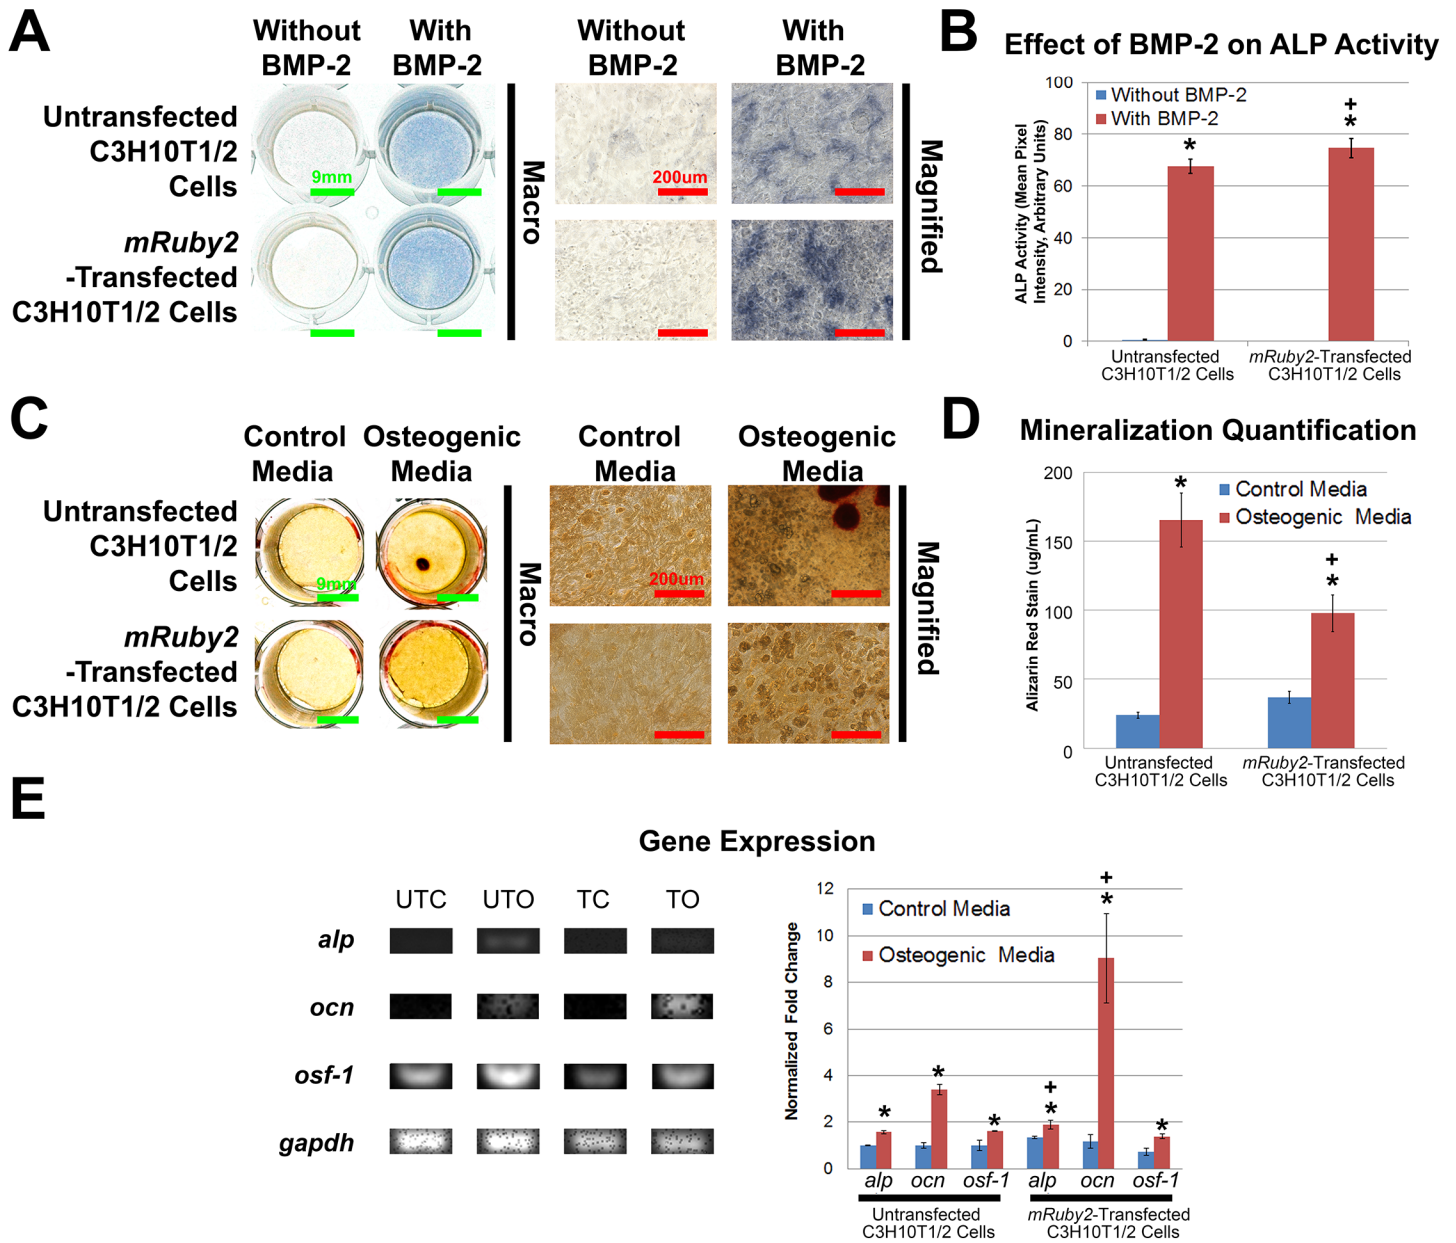 A
Without
BMP-2
With
BMP-2
Without
BMP-2
With
BMP-2
Untransfected
C3H10T1/2
Cells
mRuby2
-Transfected
C3H10T1/2 Cells
9mm
Macro
200um
Magnified
B
Effect of BMP-2 on ALP Activity
ALP Activity (Mean Pixel
Intensity, Arbitrary Units)
100
80
60
40
20
0
Without BMP-2
With BMP-2
*
+
*
Untransfected
C3H10T1/2 Cells
mRuby2-Transfected
C3H10T1/2 Cells
C
Control
Media
Osteogenic
Media
Control
Media
Osteogenic
Media
Untransfected
C3H10T1/2
Cells
mRuby2
-Transfected
C3H10T1/2 Cells
9mm
Macro
200um
Magnified
D
Mineralization Quantification
Alizarin Red Stain (ug/mL)
200
150
100
50
0
Control Media
Osteogenic Media
*
+
*
Untransfected
C3H10T1/2 Cells
mRuby2-Transfected
C3H10T1/2 Cells
E
Gene Expression
UTC UTO TC TO
alp
ocn
osf-1
gapdh
Normalized Fold Change
12
10
8
6
4
2
0
Control Media
Osteogenic Media
*
*
*
+
*
+
*
*
alp ocn osf-1 alp ocn osf-1
Untransfected
C3H10T1/2 Cells
mRuby2-Transfected
C3H10T1/2 Cells